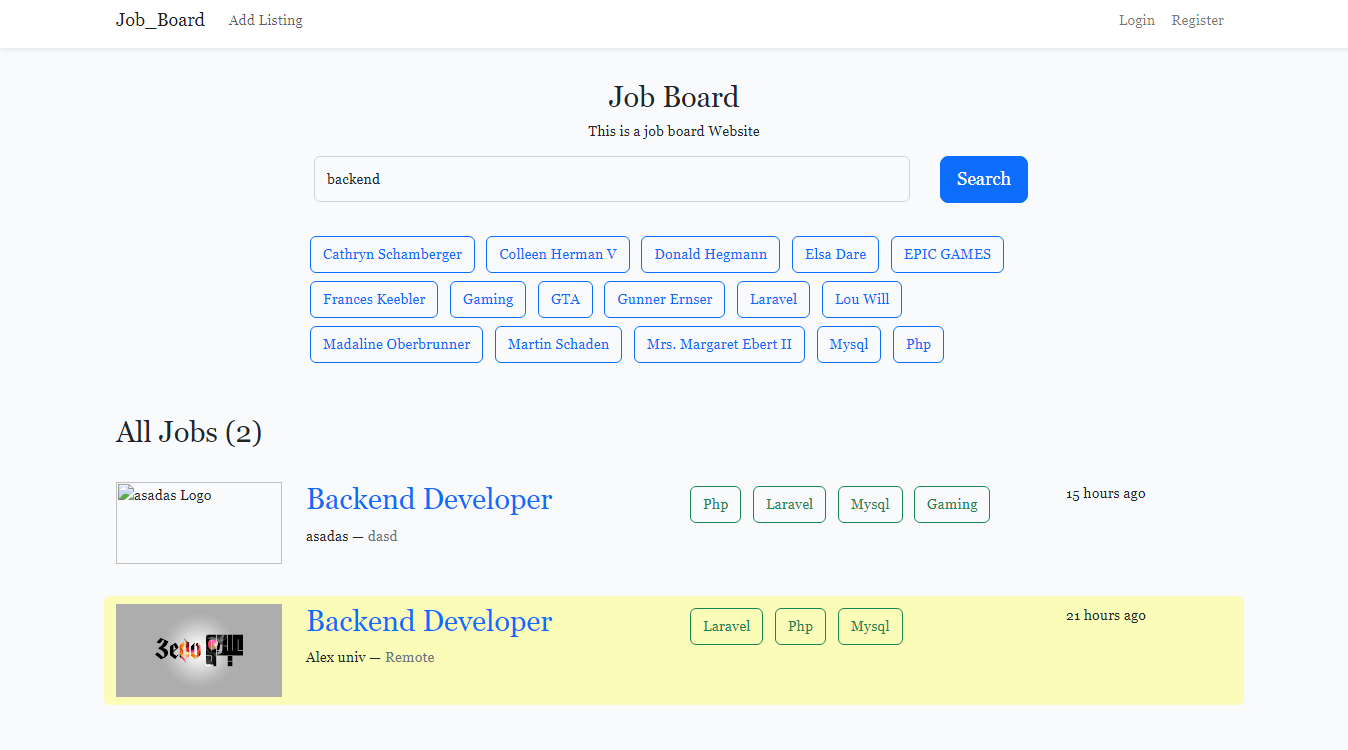 Job_Board Add Listing Login Register
Job Board
This is a job board Website
backend Search
Cathryn Schamberger Colleen Herman V Donald Hegmann Elsa Dare EPIC GAMES
Frances Keebler Gaming GTA Gunner Ernser Laravel Lou Will
Madaline Oberbrunner Martin Schaden Mrs. Margaret Ebert II Mysql Php
All Jobs (2)
asadas Logo Backend Developer Php Laravel Mysql Gaming 15 hours ago
asadas — dasd
Backend Developer Laravel Php Mysql 21 hours ago
Alex univ — Remote